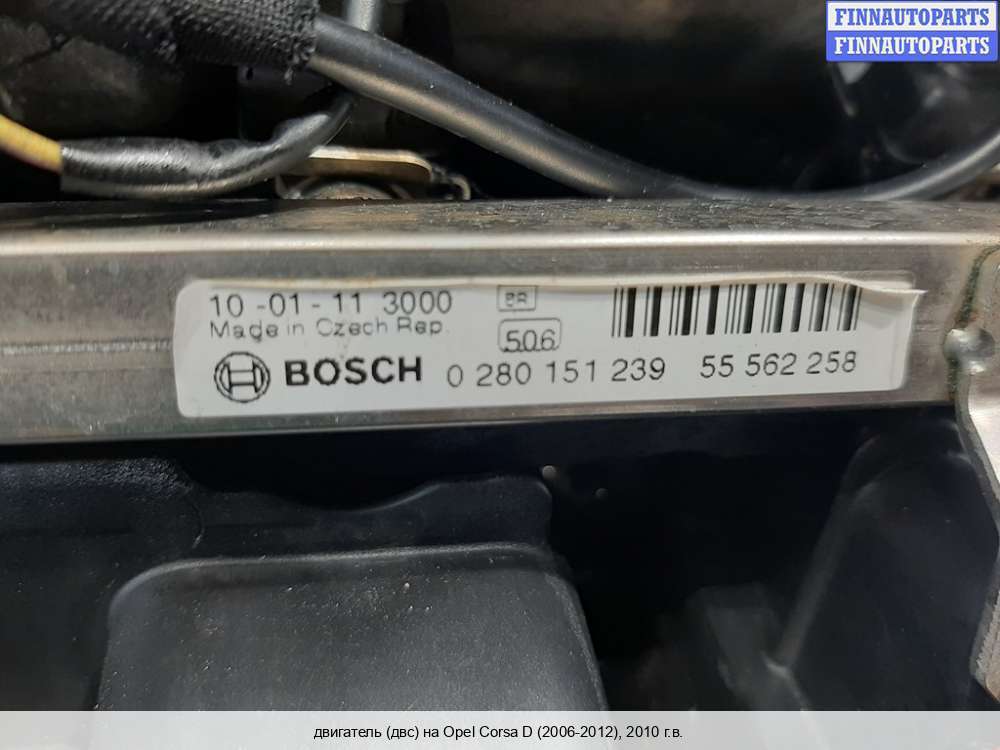 FINNAUTOPARTS
FINNAUTOPARTS
10 -01 - 11 3000
Made in Czech Rep.
BR
506
BOSCH 0 280 151 239 55 562 258
двигатель (двс) на Opel Corsa D (2006-2012), 2010 г.в.